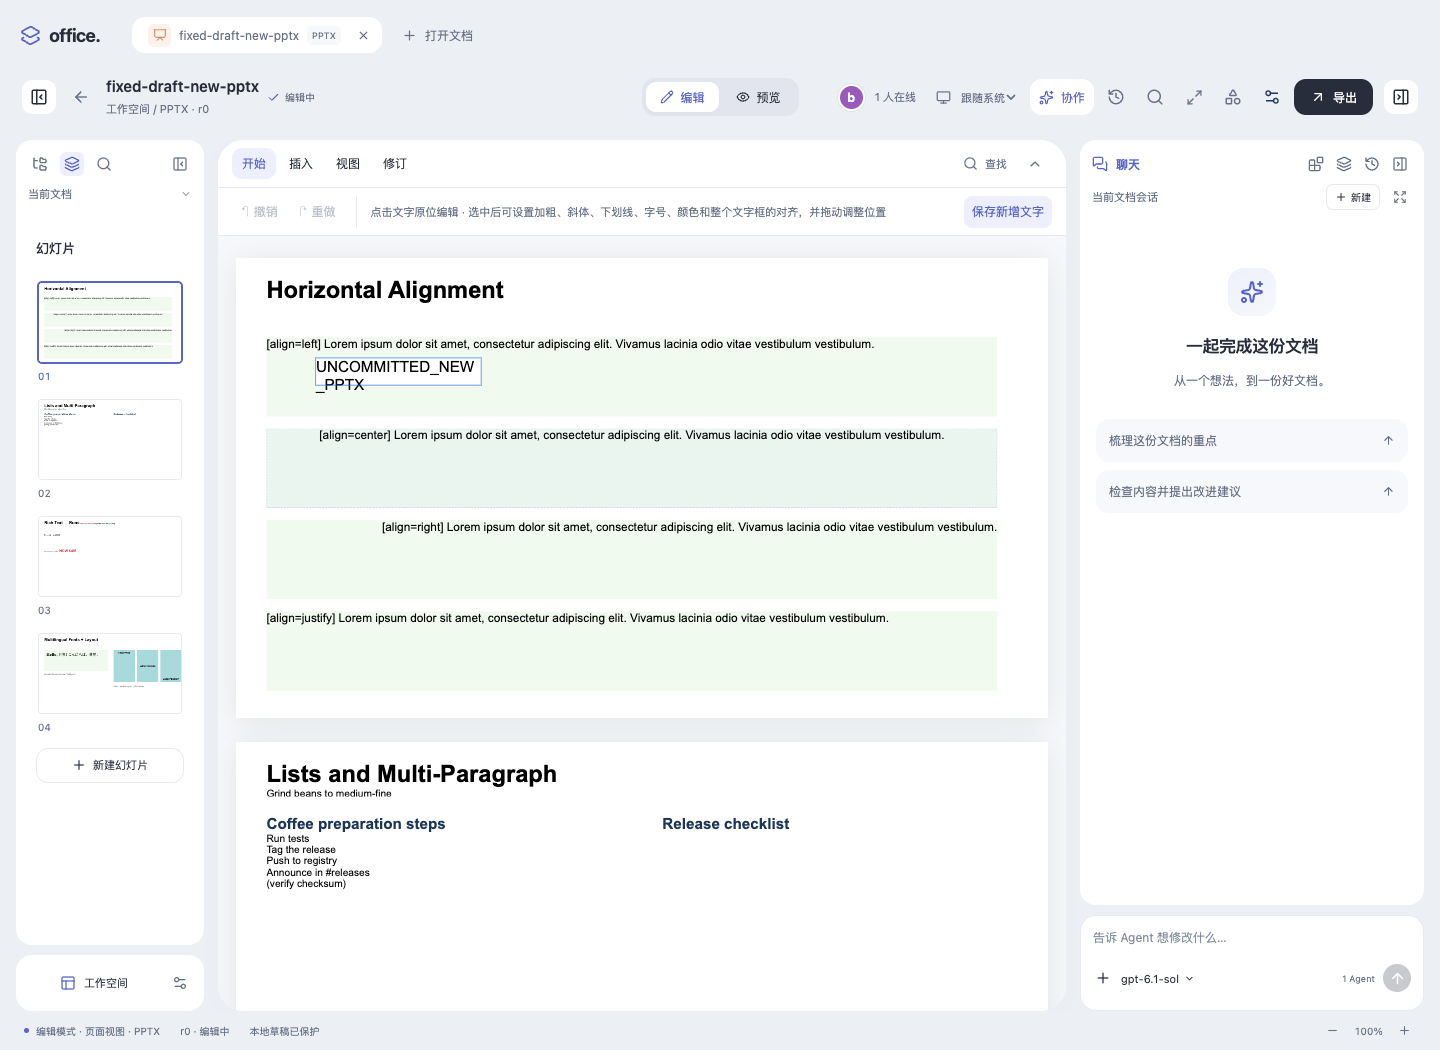 office.
fixed-draft-new-pptx PPTX
打开文档
fixed-draft-new-pptx
编辑中
工作空间 / PPTX · r0
编辑
预览
b
1 人在线
跟随系统
协作
导出
当前文档
幻灯片
Horizontal Alignment
01
Lists and Multi-Paragraph
02
Rich Text
03
Multilingual Fonts + Layout
04
新建幻灯片
工作空间
开始 插入 视图 修订
查找
撤销 重做
点击文字原位编辑 · 选中后可设置加粗、斜体、下划线、字号、颜色和整个文字框的对齐，并拖动调整位置
保存新增文字
Horizontal Alignment
[align=left] Lorem ipsum dolor sit amet, consectetur adipiscing elit. Vivamus lacinia odio vitae vestibulum vestibulum.
UNCOMMITTED_NEW
_PPTX
[align=center] Lorem ipsum dolor sit amet, consectetur adipiscing elit. Vivamus lacinia odio vitae vestibulum vestibulum.
[align=right] Lorem ipsum dolor sit amet, consectetur adipiscing elit. Vivamus lacinia odio vitae vestibulum vestibulum.
[align=justify] Lorem ipsum dolor sit amet, consectetur adipiscing elit. Vivamus lacinia odio vitae vestibulum vestibulum.
Lists and Multi-Paragraph
Grind beans to medium-fine
Coffee preparation steps
Run tests
Tag the release
Push to registry
Announce in #releases
(verify checksum)
Release checklist
聊天
当前文档会话
新建
一起完成这份文档
从一个想法，到一份好文档。
梳理这份文档的重点
检查内容并提出改进建议
告诉 Agent 想修改什么...
gpt-6.1-sol
1 Agent
编辑模式 · 页面视图 · PPTX
r0 · 编辑中
本地草稿已保护
100%